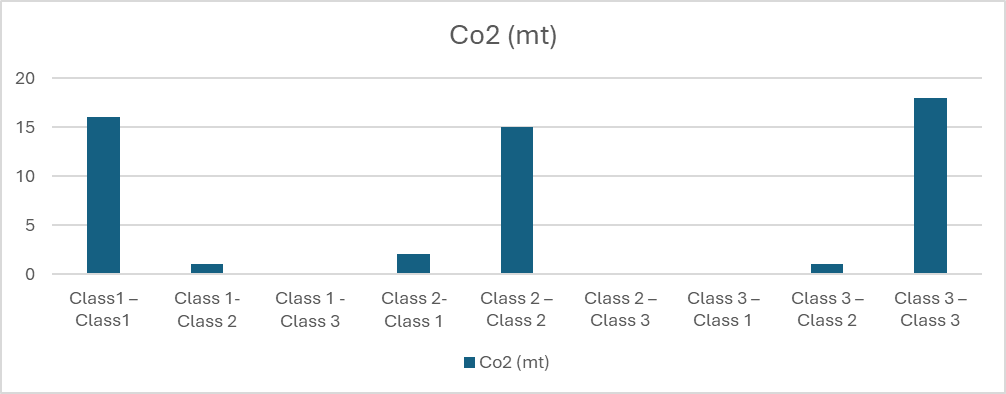 Co2 (mt)
20
15
10
5
0
Class1 –
Class1
Class 1-
Class 2
Class 1 -
Class 3
Class 2-
Class 1
Class 2 –
Class 2
Class 2 –
Class 3
Class 3 –
Class 1
Class 3 –
Class 2
Class 3 –
Class 3
Co2 (mt)